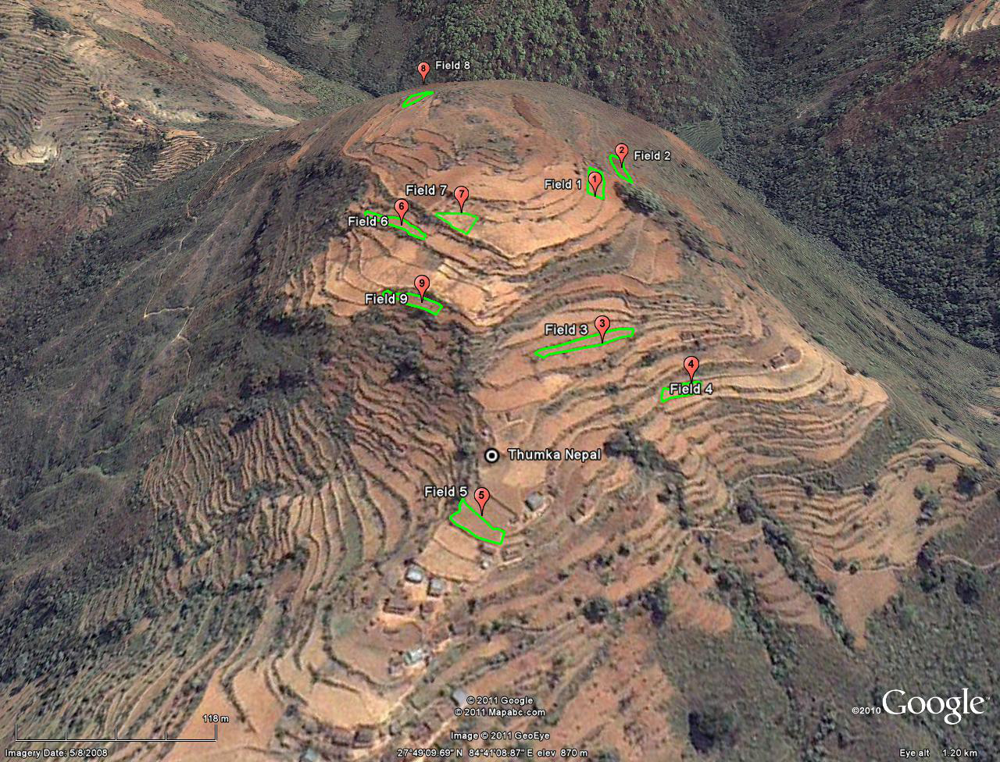 8 Field 8
2 Field 2
Field 1 1
Field 7 7
6
Field 6
9
Field 9
3
Field 3
4
Field 4
Thumka Nepal
Field 5 5
© 2011 Google
© 2011 Mapabc.com
©2010 Google™
118 m
Image © 2011 GeoEye
Imagery Date: 5/8/2008 27°49'09.69" N 84°41'08.87" E elev 870 m Eye alt 1.20 km